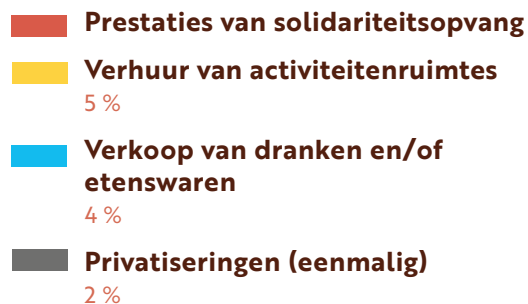 Prestaties van solidariteitsopvang
Verhuur van activiteitenruimtes
5 %
Verkoop van dranken en/of
etenswaren
4 %
Privatiseringen (eenmalig)
2 %